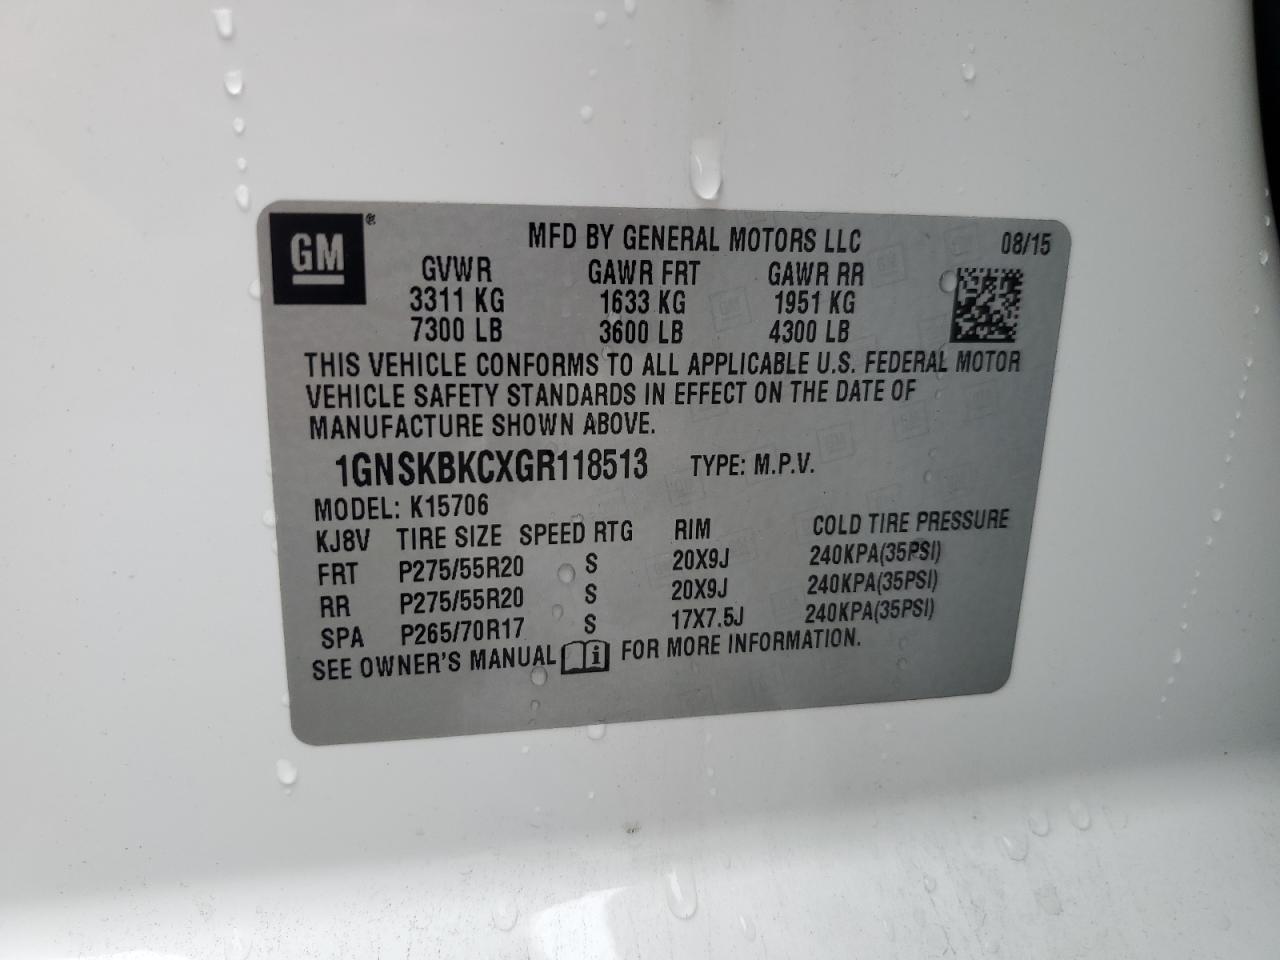 GM ®
MFD BY GENERAL MOTORS LLC 08/15
GVWR GAWR FRT GAWR RR
3311 KG 1633 KG 1951 KG
7300 LB 3600 LB 4300 LB
THIS VEHICLE CONFORMS TO ALL APPLICABLE U.S. FEDERAL MOTOR
VEHICLE SAFETY STANDARDS IN EFFECT ON THE DATE OF
MANUFACTURE SHOWN ABOVE.
1GNSKBKCXGR118513 TYPE: M.P.V.
MODEL: K15706
KJ8V TIRE SIZE SPEED RTG RIM COLD TIRE PRESSURE
FRT P275/55R20 S 20X9J 240KPA(35PSI)
RR P275/55R20 S 20X9J 240KPA(35PSI)
SPA P265/70R17 S 17X7.5J 240KPA(35PSI)
SEE OWNER'S MANUAL i FOR MORE INFORMATION.